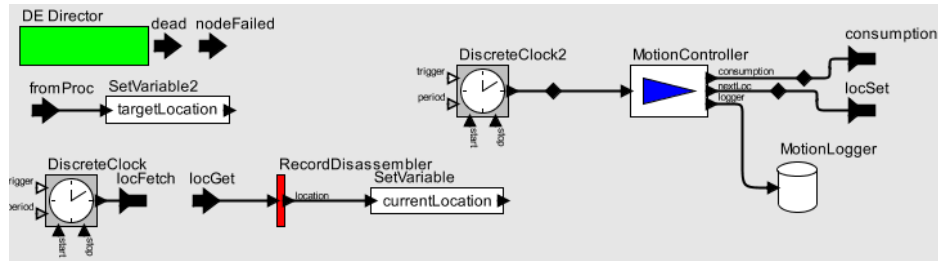 DE Director
dead
nodeFailed
consumption
DiscreteClock2
MotionController
trigger
period
start
stop
consumption
nextLoc
logger
locSet
fromProc
SetVariable2
targetLocation
MotionLogger
DiscreteClock
locFetch
locGet
RecordDisassembler
SetVariable
rigger
period
start
stop
location
currentLocation